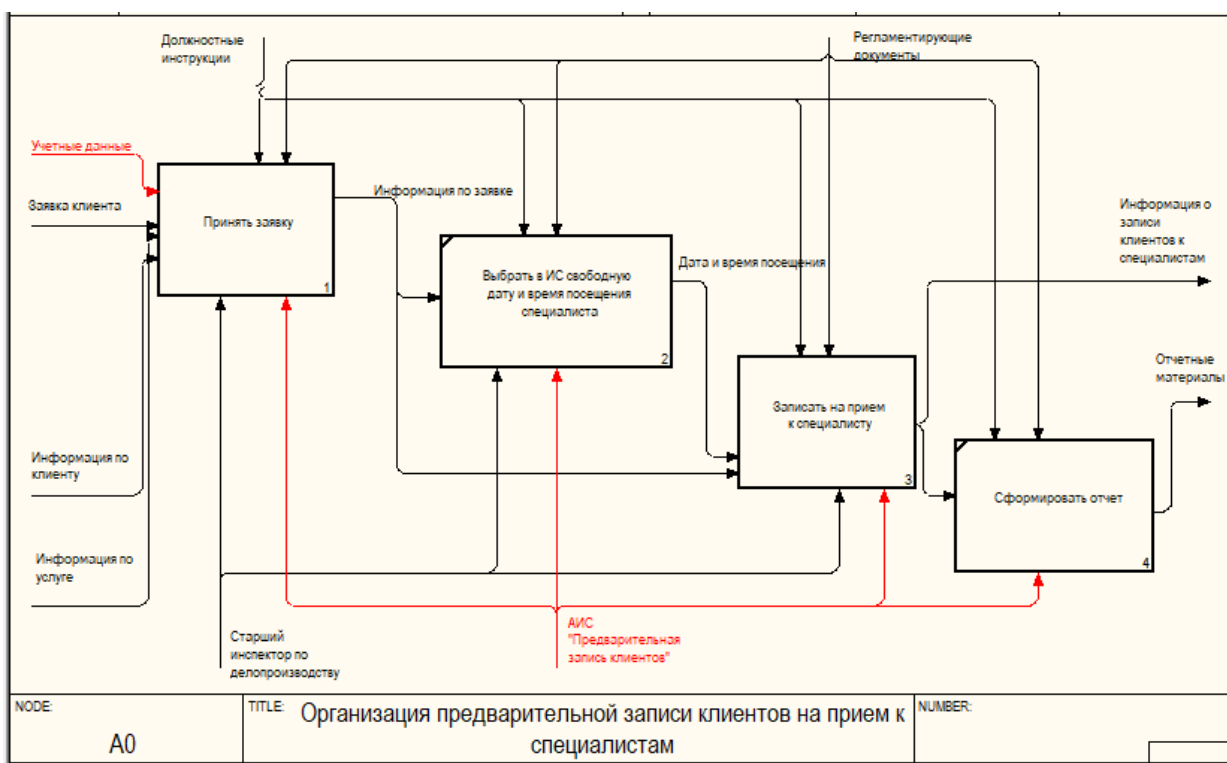 Должностные
инструкции
Регламентирующие
документы
Учетные данные
Заявка клиента
Принять заявку
1
Информация по заявке
Выбрать в ИС свободную
дату и время посещения
специалиста
2
Дата и время посещения
Информация о
записи
клиентов к
специалистам
Записать на прием
к специалисту
3
Отчетные
материалы
Сформировать отчет
4
Информация по
клиенту
Информация по
услуге
Старший
инспектор по
делопроизводству
АИС
"Предварительная
запись клиентов"
NODE:
A0
TITLE:
Организация предварительной записи клиентов на прием к
специалистам
NUMBER: